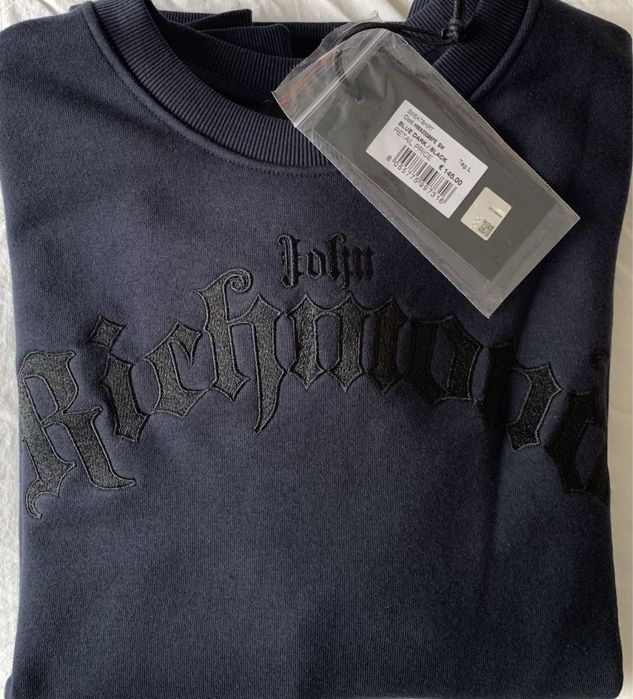 SWEATSHIRT
BLUE DARK / BLACK
Tag. L
RETAIL PRICE € 145.00
John
Richmond